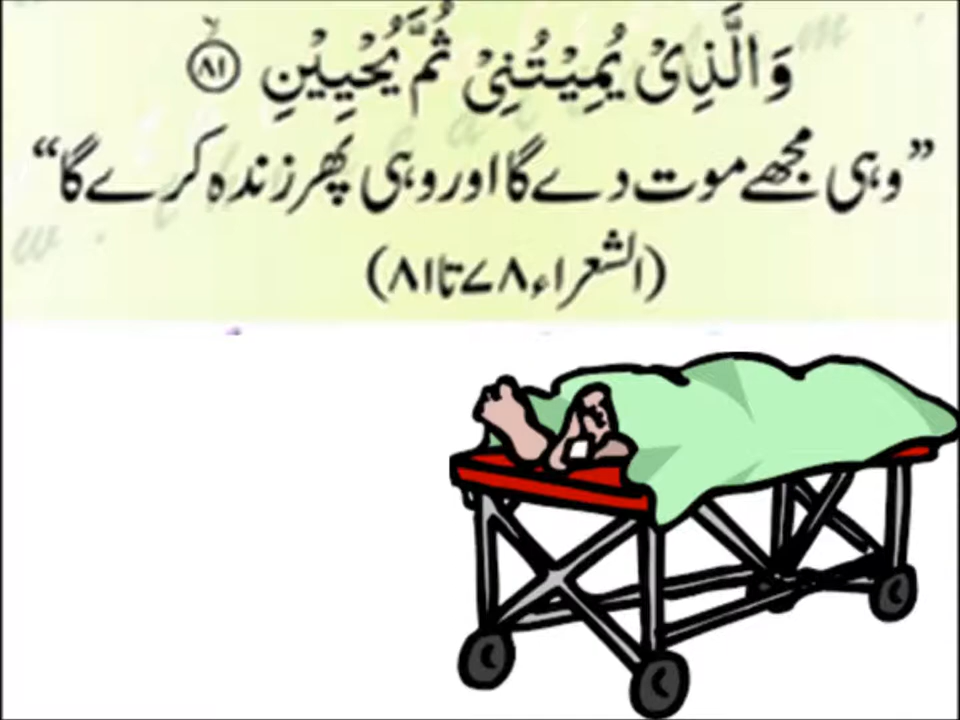 وَالَّذِیْ یُمِیْتُنِیْ ثُمَّ یُحْیِیْنِ ﴿۸۱﴾
”وہی مجھے موت دے گا اور وہی پھر زندہ کرے گا“
(الشعراء، ۷۸ تا ۸۱)